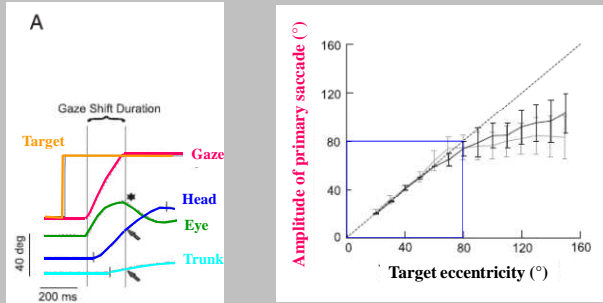 A
Gaze Shift Duration
Target
Gaze
Head
Eye
Trunk
40 deg
200 ms
Amplitude of primary saccade (°)
160
120
80
40
0
0
40
80
120
160
Target eccentricity (°)